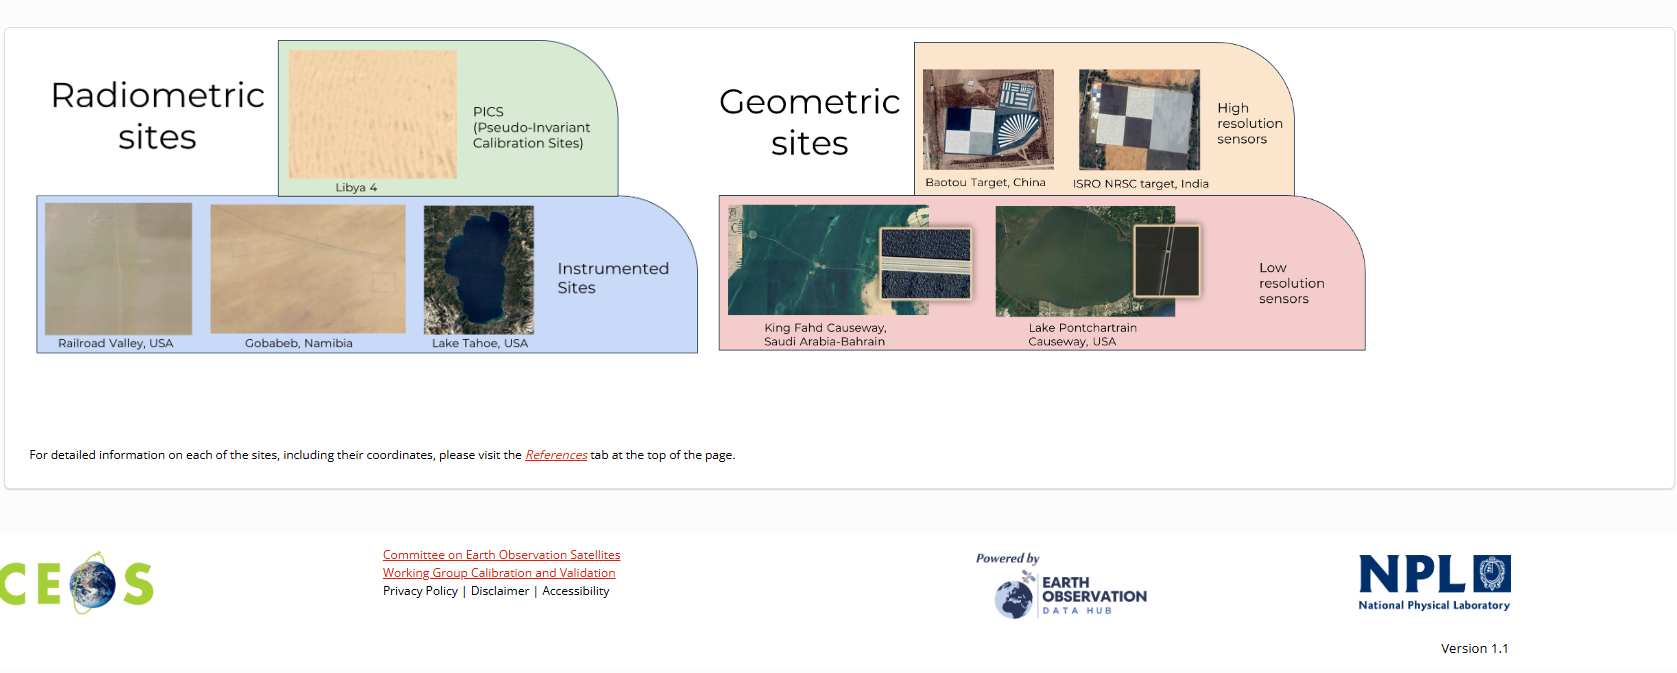 Radiometric
sites
PICS
(Pseudo-Invariant
Calibration Sites)
Libya 4
Railroad Valley, USA
Gobabeb, Namibia
Lake Tahoe, USA
Instrumented
Sites
Geometric
sites
Baotou Target, China
ISRO NRSC target, India
High
resolution
sensors
King Fahd Causeway,
Saudi Arabia-Bahrain
Lake Pontchartrain
Causeway, USA
Low
resolution
sensors
For detailed information on each of the sites, including their coordinates, please visit the References tab at the top of the page.
CEOS
Committee on Earth Observation Satellites
Working Group Calibration and Validation
Privacy Policy | Disclaimer | Accessibility
Powered by
EARTH
OBSERVATION
DATA HUB
NPL
National Physical Laboratory
Version 1.1